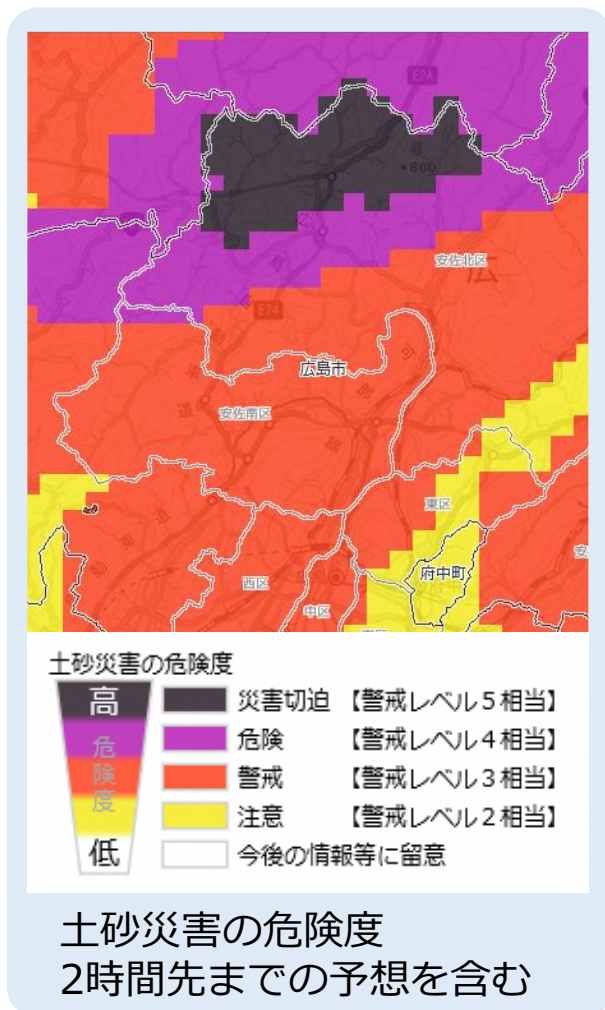 E2A
・860
安佐北区
広
E74
広島市
安佐南区
東区
安
府中町
西区
中区
土砂災害の危険度
高
危険度
低
災害切迫 【警戒レベル5相当】
危険 【警戒レベル4相当】
警戒 【警戒レベル3相当】
注意 【警戒レベル2相当】
今後の情報等に留意
土砂災害の危険度
2時間先までの予想を含む